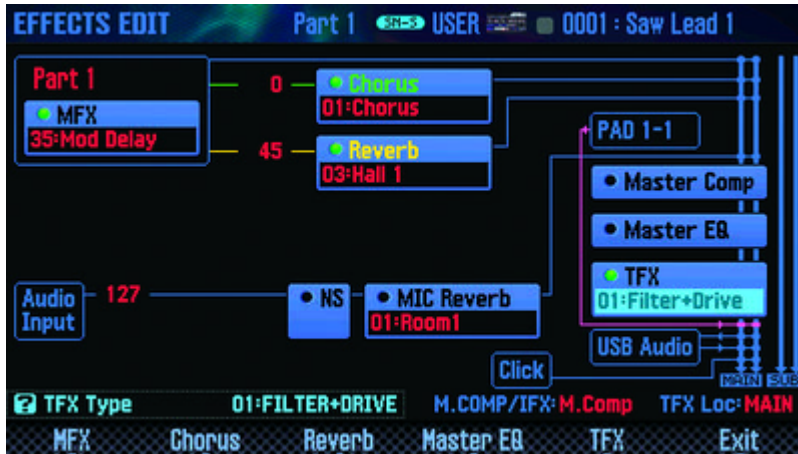 EFFECTS EDIT Part 1 SN-S USER 0001 : Saw Lead 1
Part 1
MFX
35:Mod Delay
0
Chorus
01:Chorus
45
Reverb
03:Hall 1
PAD 1-1
Master Comp
Master EQ
TFX
01:Filter+Drive
Audio
Input
127
NS
MIC Reverb
01:Room1
USB Audio
Click
MAIN SUB
? TFX Type 01:FILTER+DRIVE M.COMP/IFX:M.Comp TFX Loc:MAIN
MFX Chorus Reverb Master EQ TFX Exit